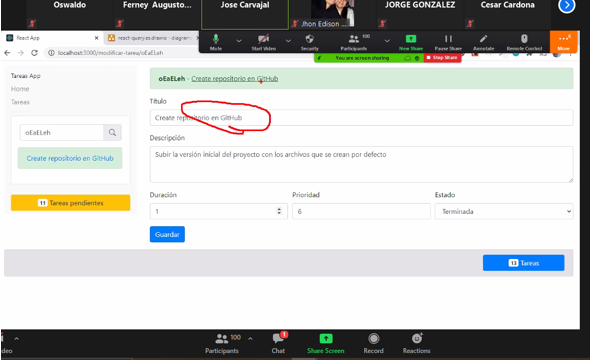 Oswaldo
Ferney Augusto...
Jose Carvajal
Jhon Edison
JORGE GONZALEZ
Cesar Cardona
React App
react-query.es.drawio - diagram
localhost:3000/modificar-tarea/oEaELeh
Mute
Start Video
Security
Participants
100
New Share
Pause Share
Annotate
Remote Control
More
You are screen sharing
Stop Share
Tareas App
Home
Tareas
oEaELeh
Create repositorio en GitHub
11 Tareas pendientes
oEaELeh - Create repositorio en GitHub
Título
Create repositorio en GitHub
Descripción
Subir la versión inicial del proyecto con los archivos que se crean por defecto
Duración
Prioridad
Estado
1
6
Terminada
Guardar
13 Tareas
deo
Participants
100
Chat
1
Share Screen
Record
Reactions